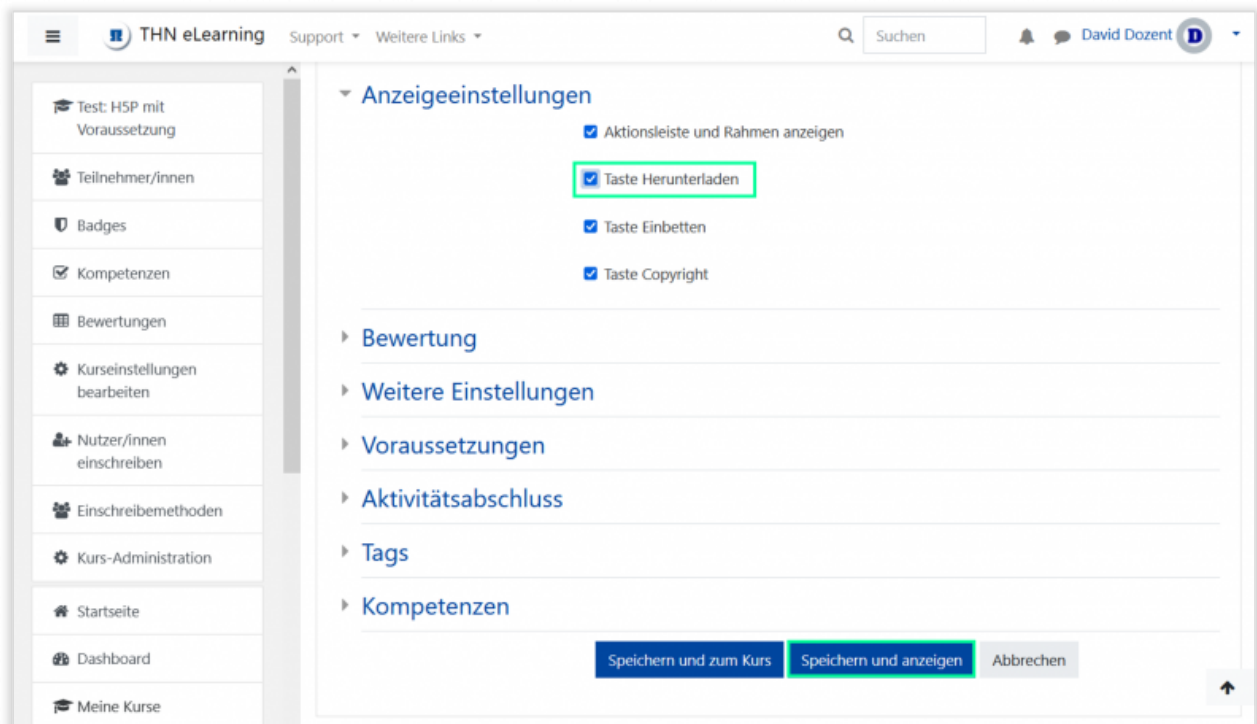 THN eLearning Support Weitere Links Suchen David Dozent D
Test: H5P mit
Voraussetzung
Teilnehmer/innen
Badges
Kompetenzen
Bewertungen
Kurseinstellungen
bearbeiten
Nutzer/innen
einschreiben
Einschreibemethoden
Kurs-Administration
Startseite
Dashboard
Meine Kurse
Anzeigeeinstellungen
Aktionsleiste und Rahmen anzeigen
Taste Herunterladen
Taste Einbetten
Taste Copyright
Bewertung
Weitere Einstellungen
Voraussetzungen
Aktivitätsabschluss
Tags
Kompetenzen
Speichern und zum Kurs Speichern und anzeigen Abbrechen